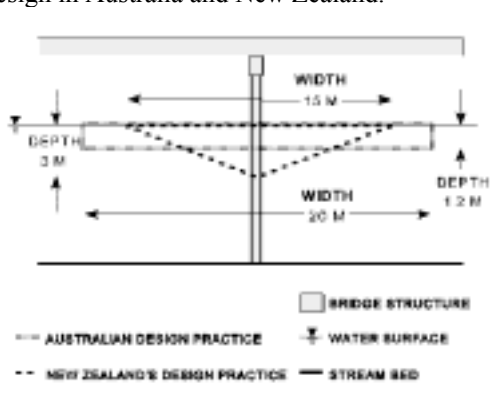 esign in Australia and New Zealand.
WIDTH
15 M
DEPTH
3 M
DEPTH
1.2 M
WIDTH
20 M
BRIDGE STRUCTURE
AUSTRALIAN DESIGN PRACTICE
WATER SURFACE
NEW ZEALAND'S DESIGN PRACTICE
STREAM BED